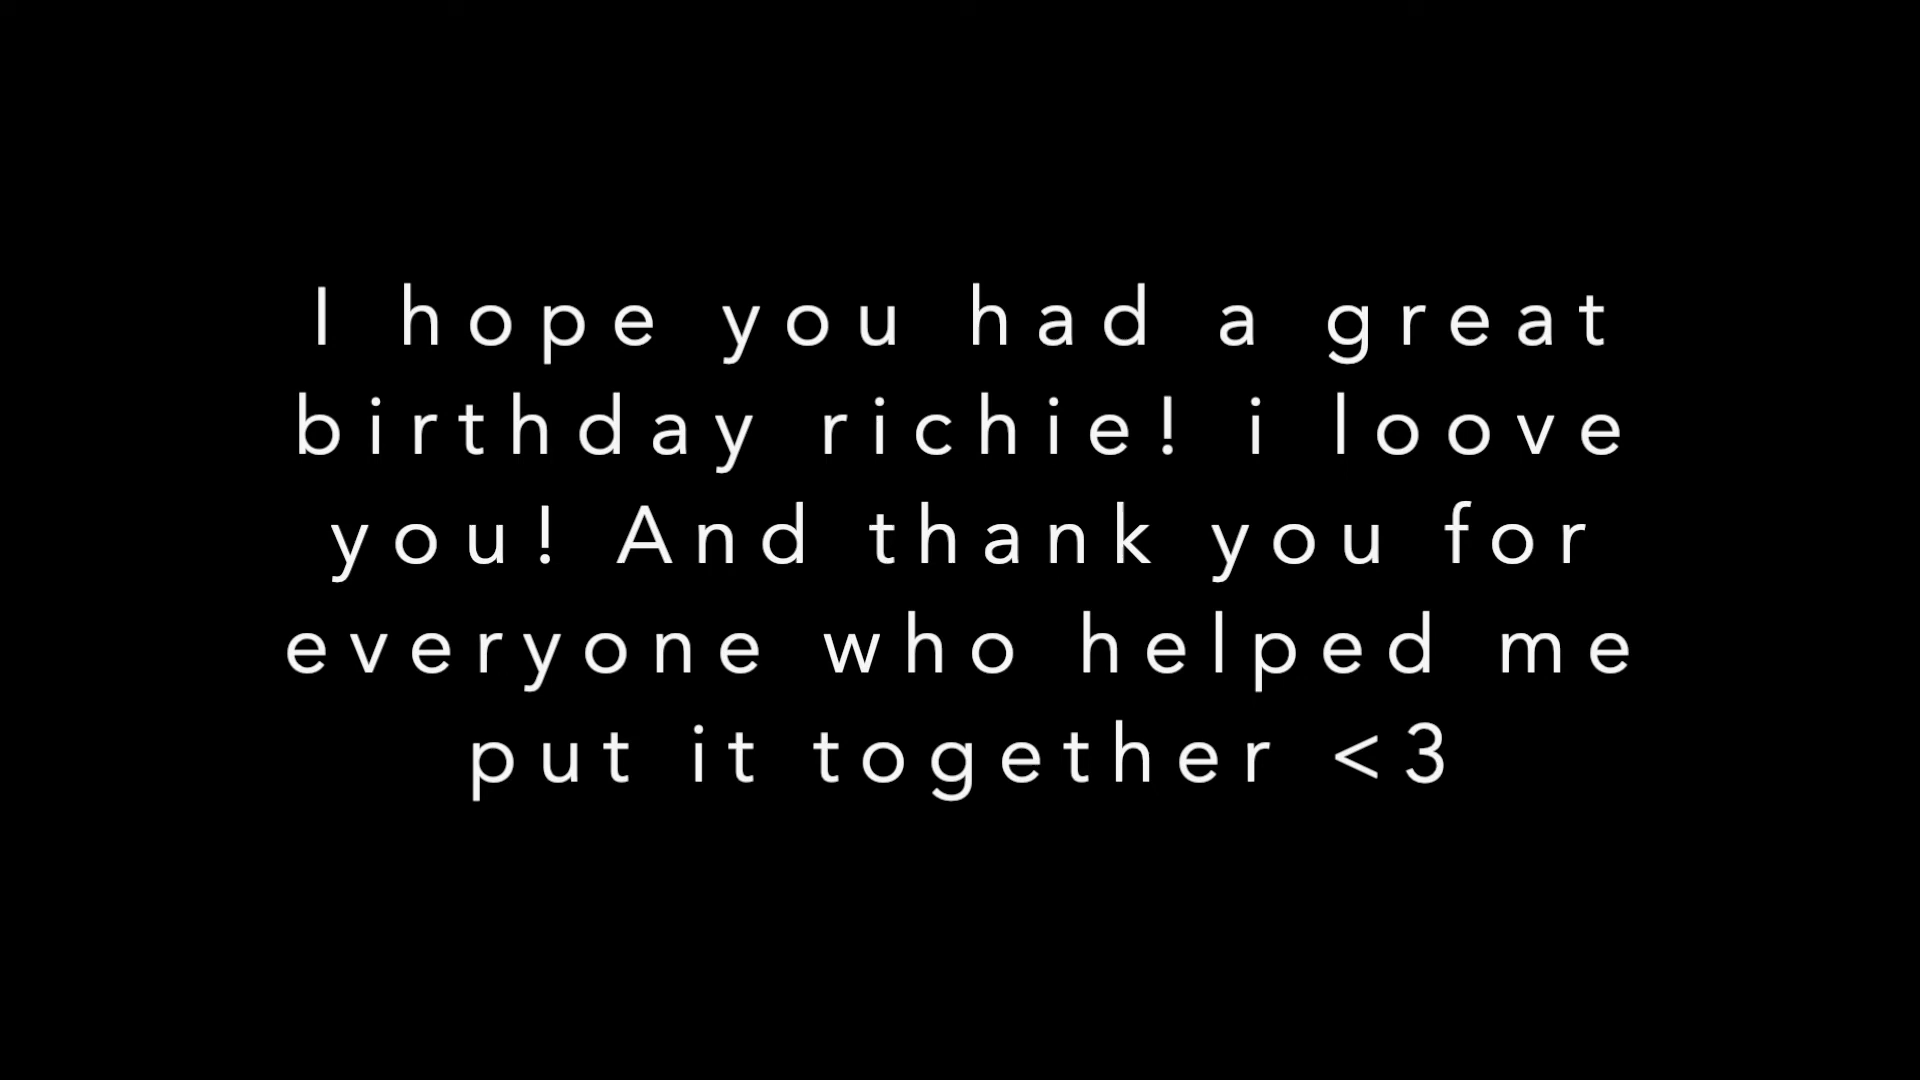 I hope you had a great
birthday richie! i loove
you! And thank you for
everyone who helped me
put it together <3